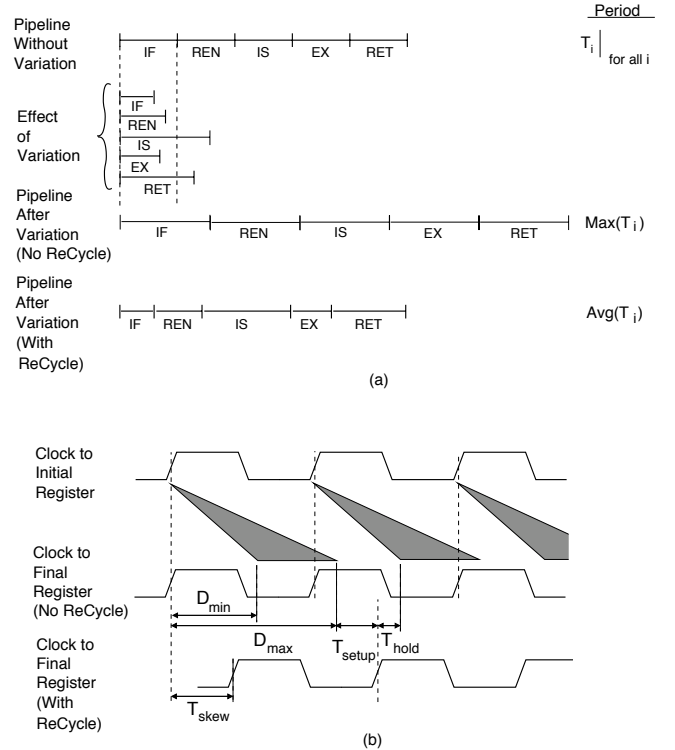 Period
Pipeline
Without
Variation
IF REN IS EX RET
T i | for all i
Effect
of
Variation
IF
REN
IS
EX
RET
Pipeline
After
Variation
(No ReCycle)
IF REN IS EX RET
Max(T i )
Pipeline
After
Variation
(With
ReCycle)
IF REN IS EX RET
Avg(T i )
(a)
Clock to
Initial
Register
Clock to
Final
Register
(No ReCycle)
D min
D max
T setup
T hold
Clock to
Final
Register
(With
ReCycle)
T skew
(b)